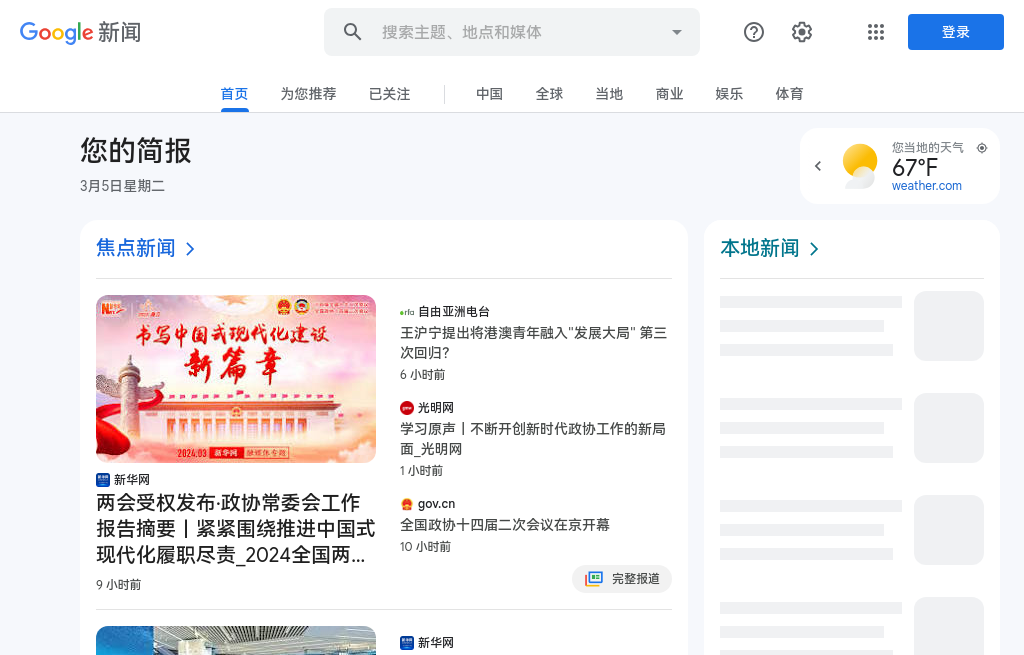 Google 新闻
搜索主题、地点和媒体
登录
首页
为您推荐
已关注
中国
全球
当地
商业
娱乐
体育
您的简报
3月5日星期二
您当地的天气
67°F
weather.com
焦点新闻
本地新闻
书写中国式现代化建设
新篇章
2024.03 新华网 融媒体专题
新华网
两会受权发布·政协常委会工作
报告摘要丨紧紧围绕推进中国式
现代化履职尽责_2024全国两...
9 小时前
rfa 自由亚洲电台
王沪宁提出将港澳青年融入"发展大局" 第三
次回归?
6 小时前
光明网
学习原声丨不断开创新时代政协工作的新局
面_光明网
1 小时前
gov.cn
全国政协十四届二次会议在京开幕
10 小时前
完整报道
新华网